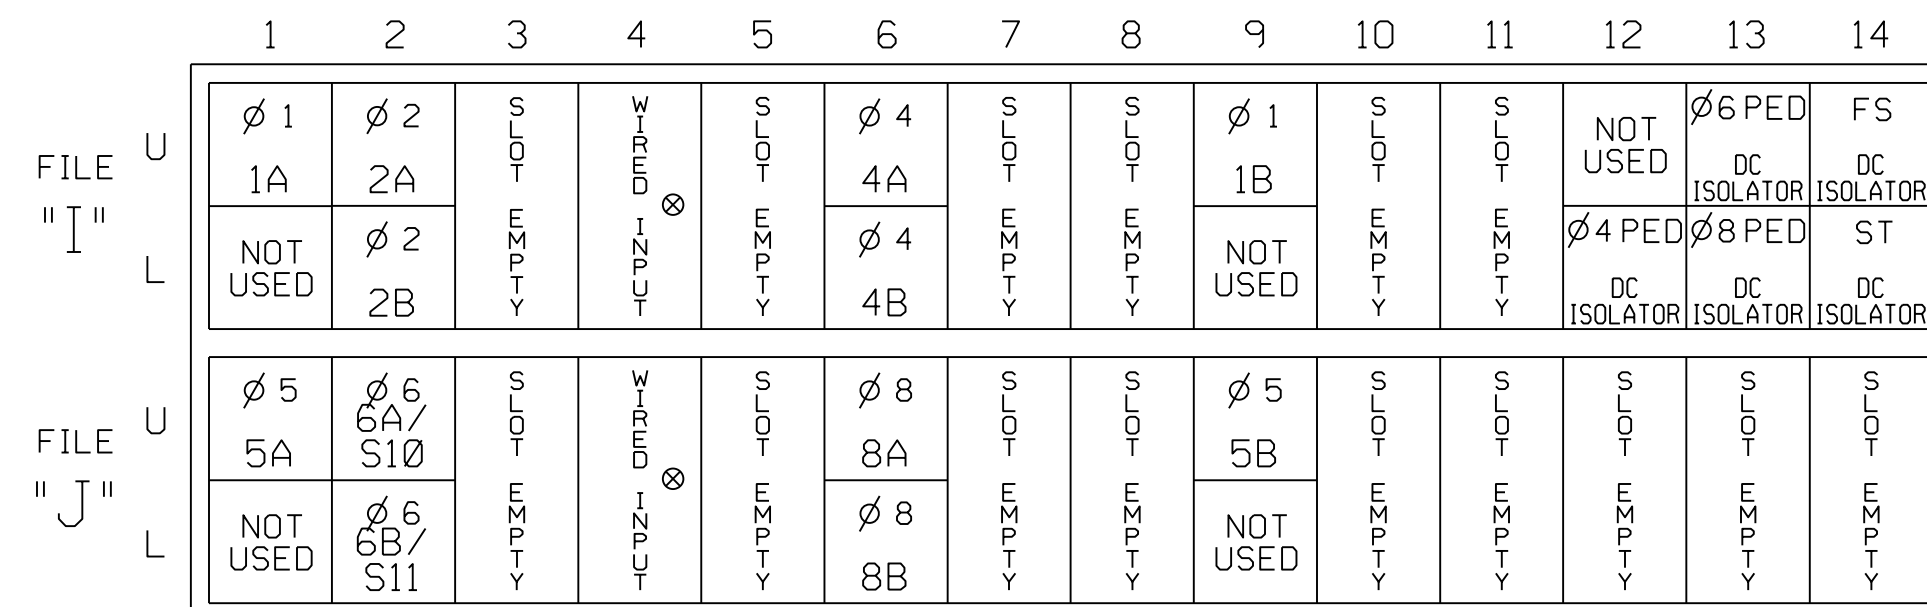 1 2 3 4 5 6 7 8 9 10 11 12 13 14
FILE "I"
U
L
Ø 1
1A
NOT
USED
Ø 2
2A
Ø 2
2B
SLOT EMPTY
WIRED INPUT
⊗
SLOT EMPTY
Ø 4
4A
Ø 4
4B
SLOT EMPTY
SLOT EMPTY
Ø 1
1B
NOT
USED
SLOT EMPTY
SLOT EMPTY
NOT
USED
Ø4 PED
DC
ISOLATOR
Ø6 PED
DC
ISOLATOR
Ø8 PED
DC
ISOLATOR
FS
DC
ISOLATOR
ST
DC
ISOLATOR
FILE "J"
U
L
Ø 5
5A
NOT
USED
Ø 6
6A/
S10
Ø 6
6B/
S11
SLOT EMPTY
WIRED INPUT
⊗
SLOT EMPTY
Ø 8
8A
Ø 8
8B
SLOT EMPTY
SLOT EMPTY
Ø 5
5B
NOT
USED
SLOT EMPTY
SLOT EMPTY
SLOT EMPTY
SLOT EMPTY
SLOT EMPTY